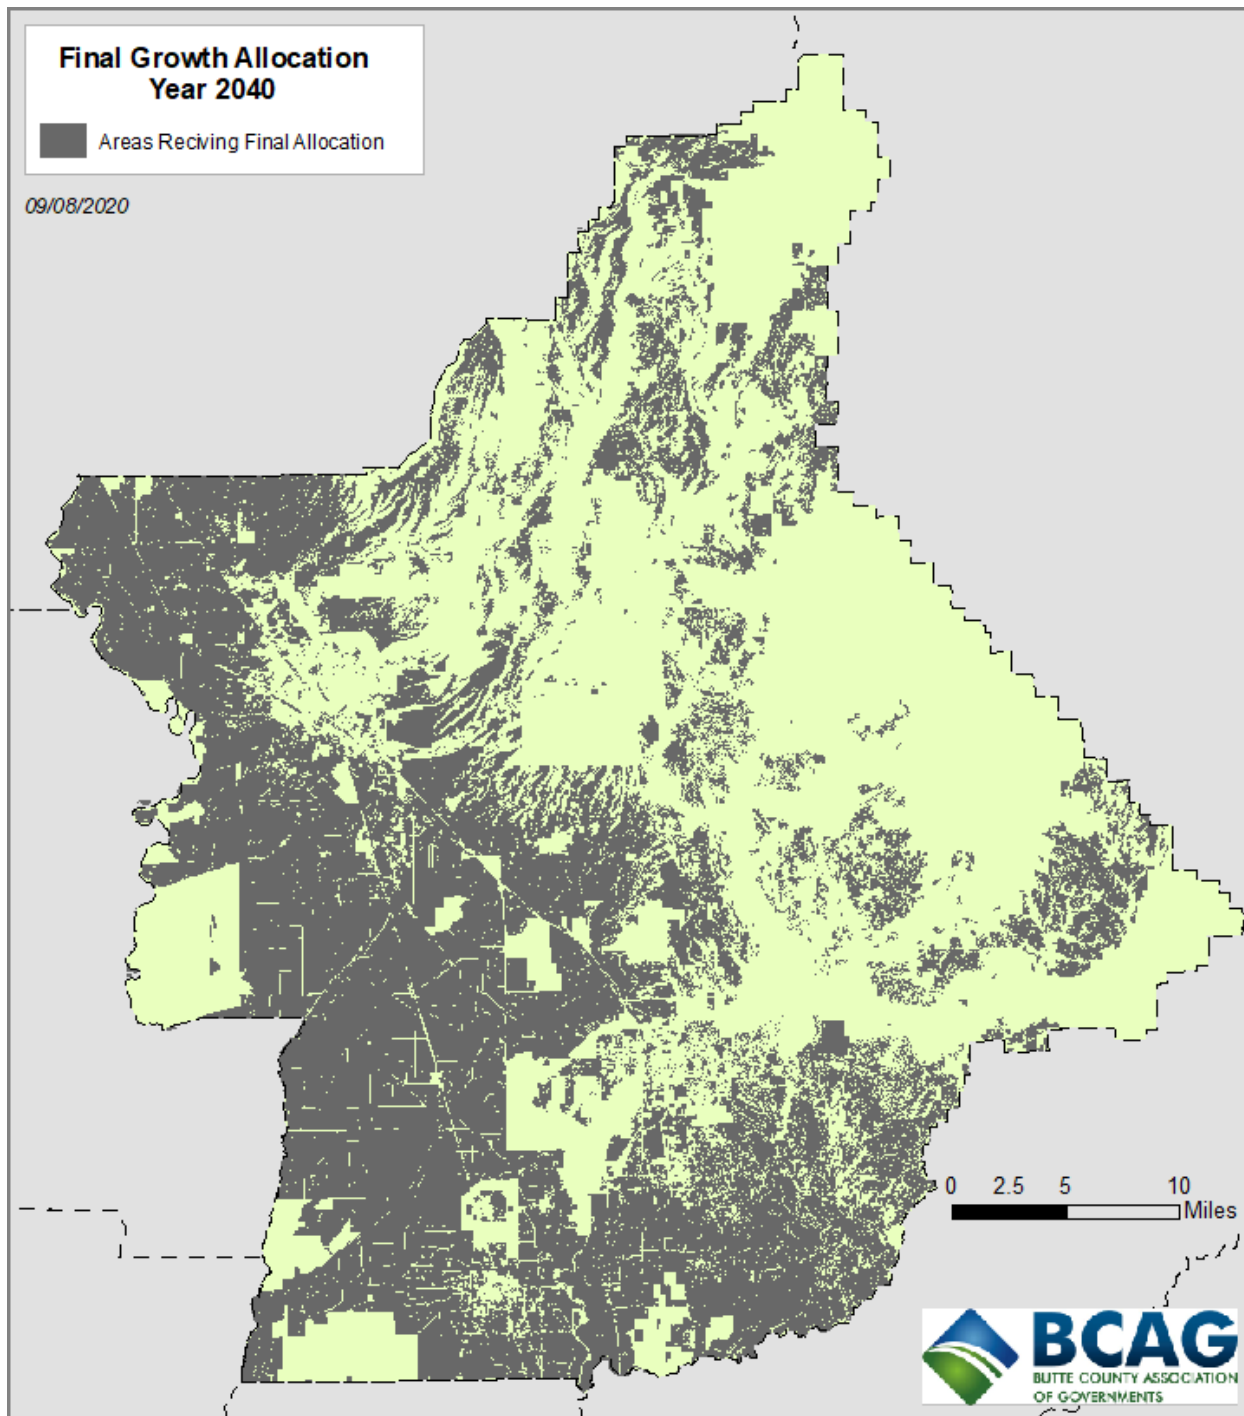 Final Growth Allocation
Year 2040
Areas Reciving Final Allocation
09/08/2020
0 2.5 5 10
Miles
BCAG
BUTTE COUNTY ASSOCIATION
OF GOVERNMENTS